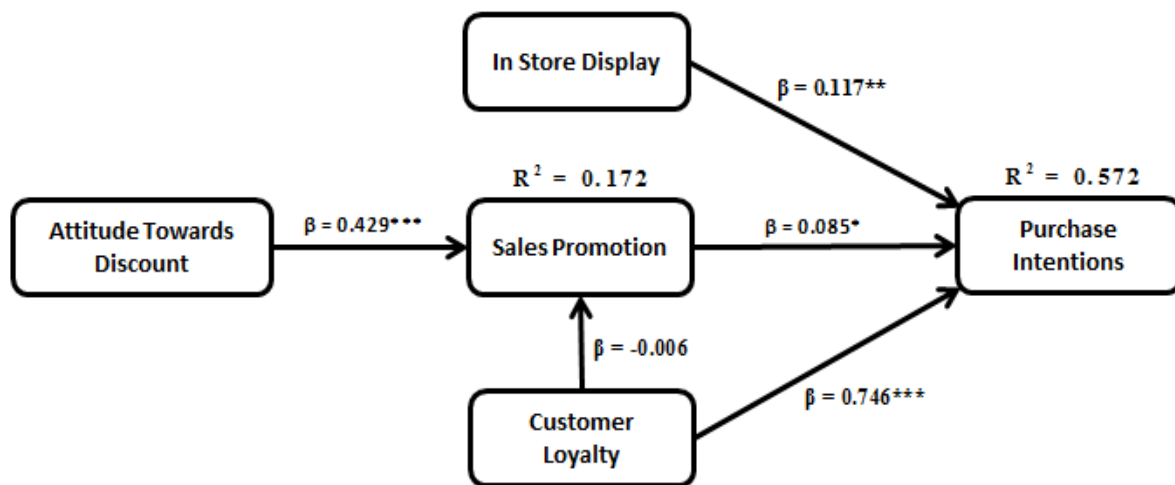 In Store Display
β = 0.117**
R² = 0.172
R² = 0.572
Attitude Towards
Discount
β = 0.429***
Sales Promotion
β = 0.085*
Purchase
Intentions
β = -0.006
Customer
Loyalty
β = 0.746***